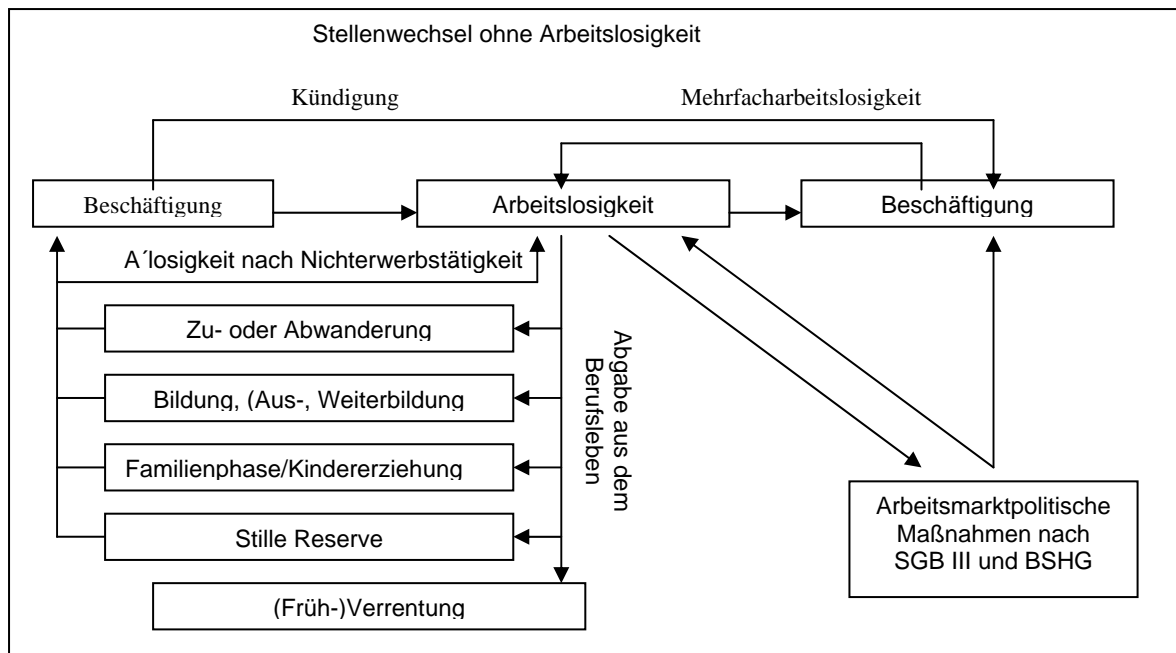 Stellenwechsel ohne Arbeitslosigkeit
Kündigung
Mehrfacharbeitslosigkeit
Beschäftigung
Arbeitslosigkeit
Beschäftigung
A´losigkeit nach Nichterwerbstätigkeit
Zu- oder Abwanderung
Bildung, (Aus-, Weiterbildung
Familienphase/Kindererziehung
Stille Reserve
(Früh-)Verrentung
Abgabe aus dem
Berufsleben
Arbeitsmarktpolitische
Maßnahmen nach
SGB III und BSHG